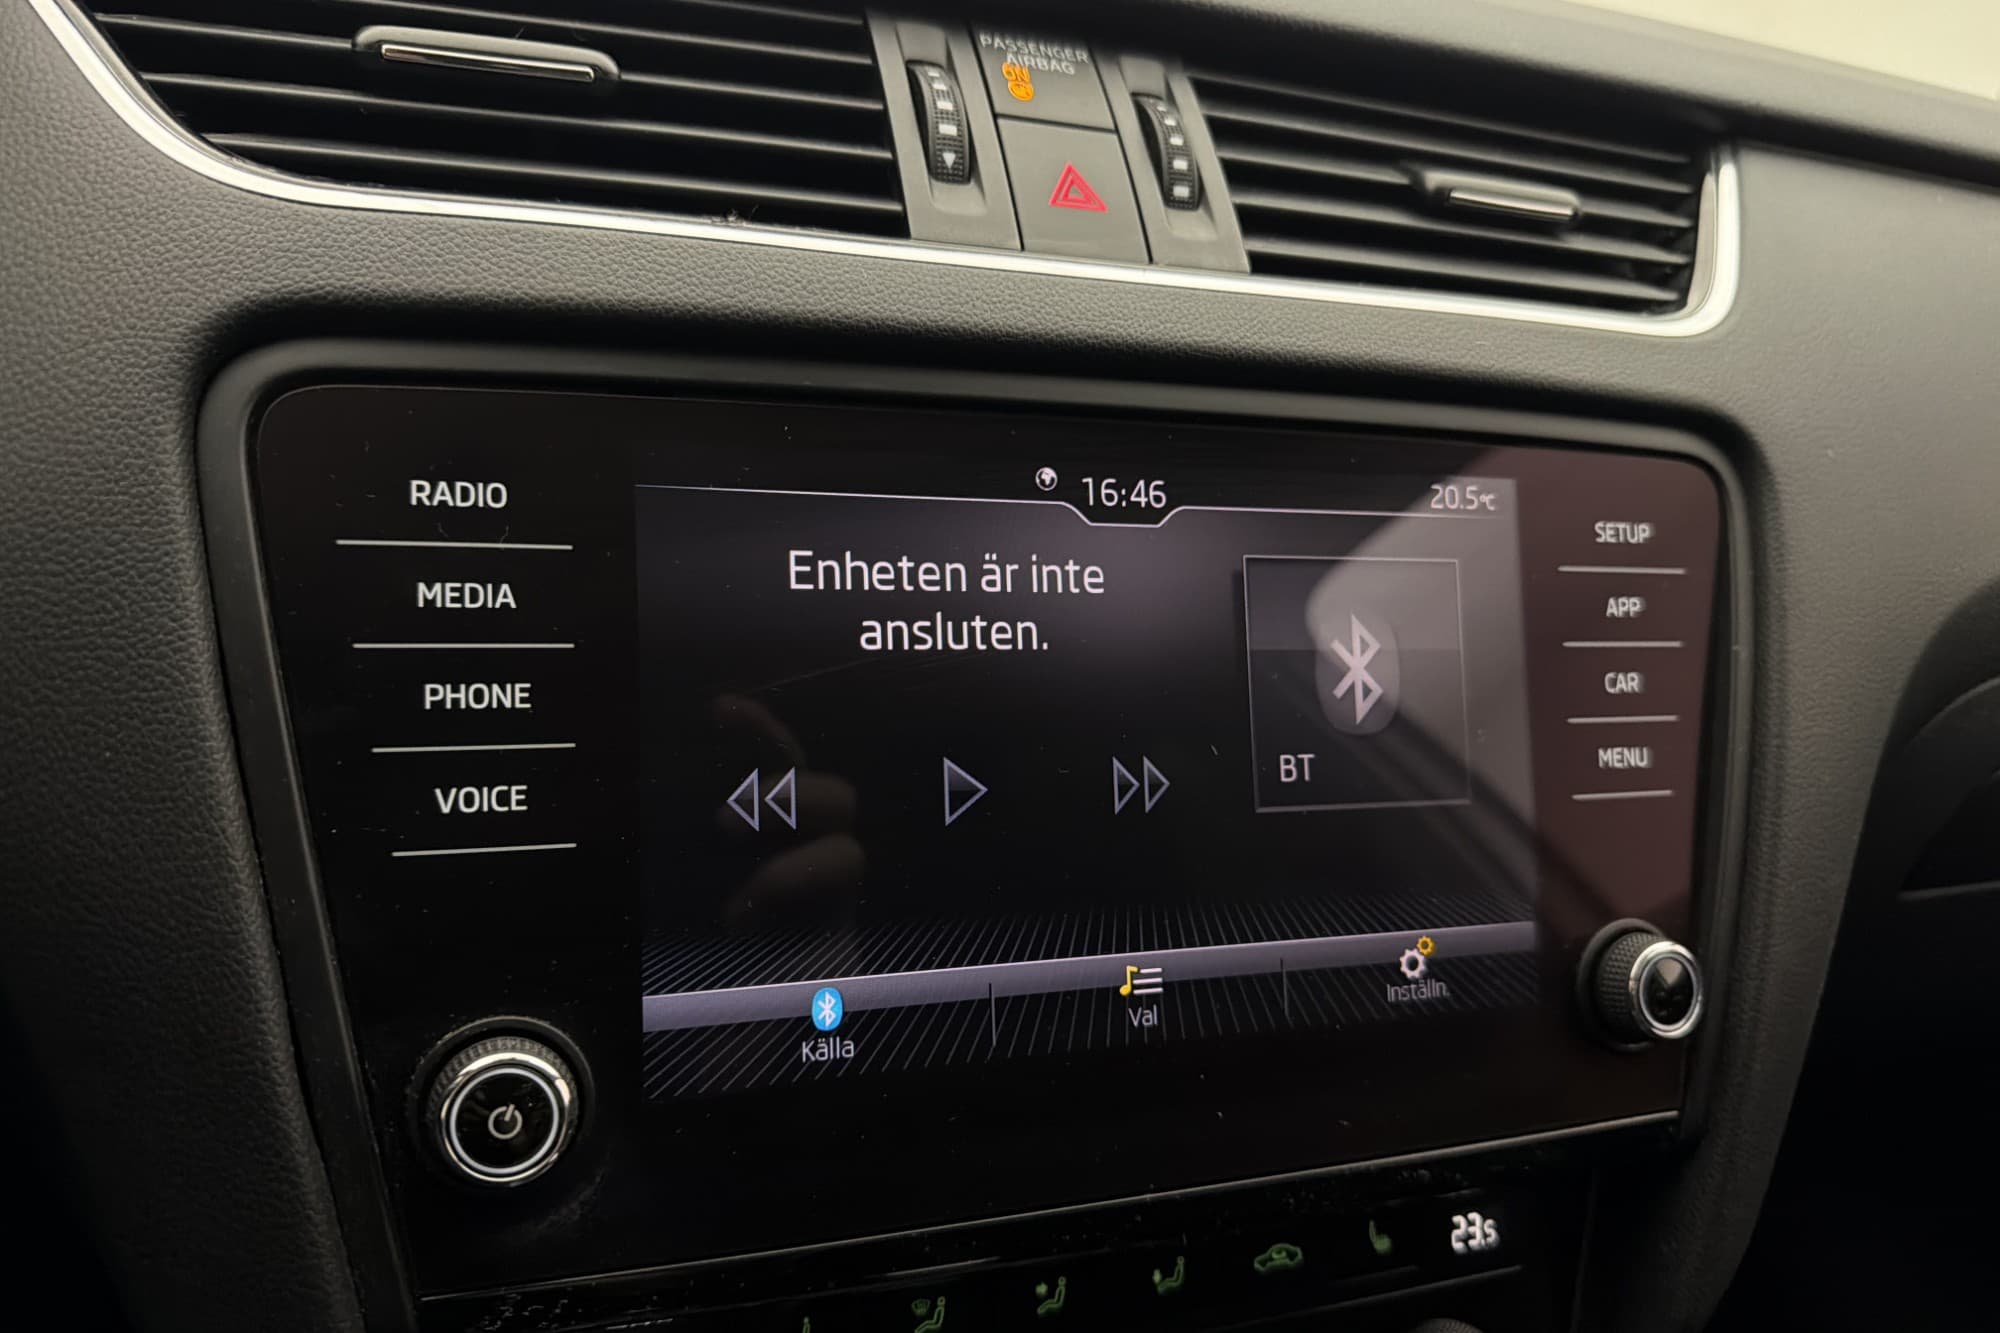 PASSENGER
AIRBAG
ON
16:46
20.5°C
RADIO
MEDIA
PHONE
VOICE
Enheten är inte
ansluten.
BT
SETUP
APP
CAR
MENU
Källa
Val
Inställn.
23.5